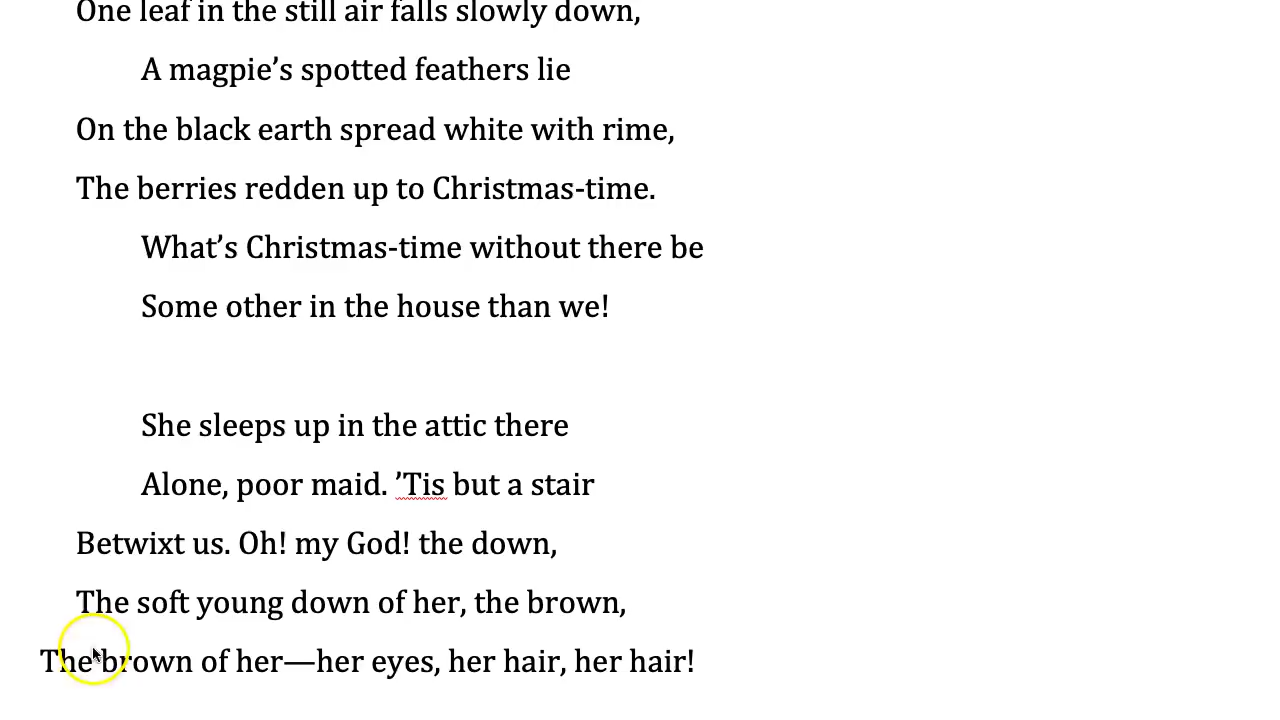 One leaf in the still air falls slowly down,
A magpie’s spotted feathers lie
On the black earth spread white with rime,
The berries redden up to Christmas-time.
What’s Christmas-time without there be
Some other in the house than we!
She sleeps up in the attic there
Alone, poor maid. ’Tis but a stair
Betwixt us. Oh! my God! the down,
The soft young down of her, the brown,
The brown of her—her eyes, her hair, her hair!